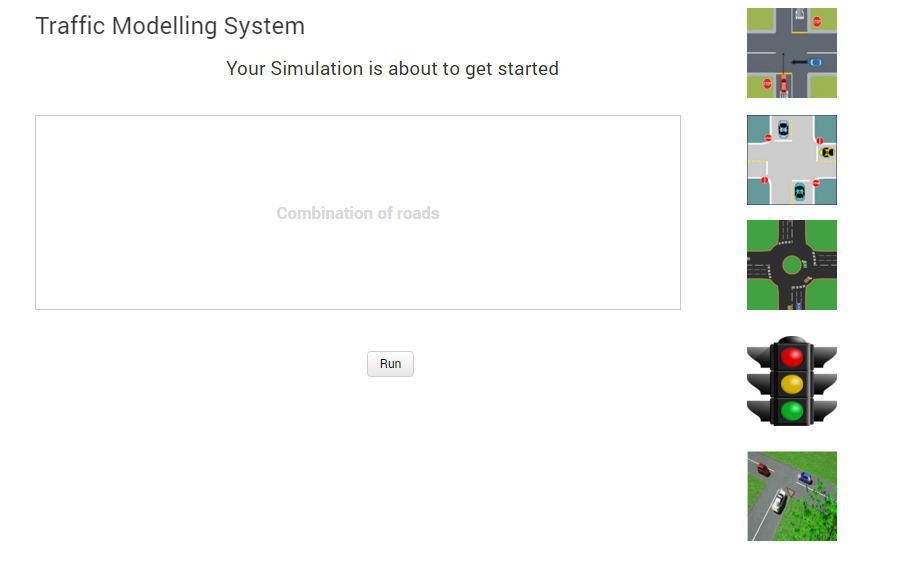 Traffic Modelling System
Your Simulation is about to get started
Combination of roads
Run